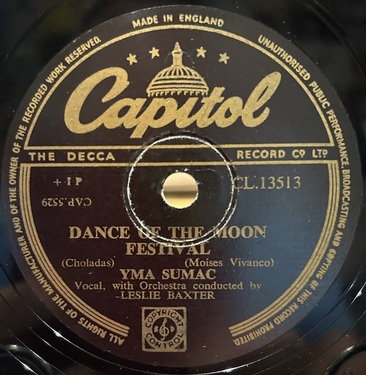 MADE IN ENGLAND
ALL RIGHTS OF THE MANUFACTURER AND OF THE OWNER OF THE RECORDED WORK RESERVED.
UNAUTHORISED PUBLIC PERFORMANCE, BROADCASTING AND COPYING OF THIS RECORD PROHIBITED.
Capitol
THE DECCA RECORD CO LTD
+1P CL.13513
CAP.5529
DANCE OF THE MOON
FESTIVAL
(Choladas) (Moises Vivanco)
YMA SUMAC
Vocal, with Orchestra conducted by
LESLIE BAXTER
COPYRIGHT
CONTROL